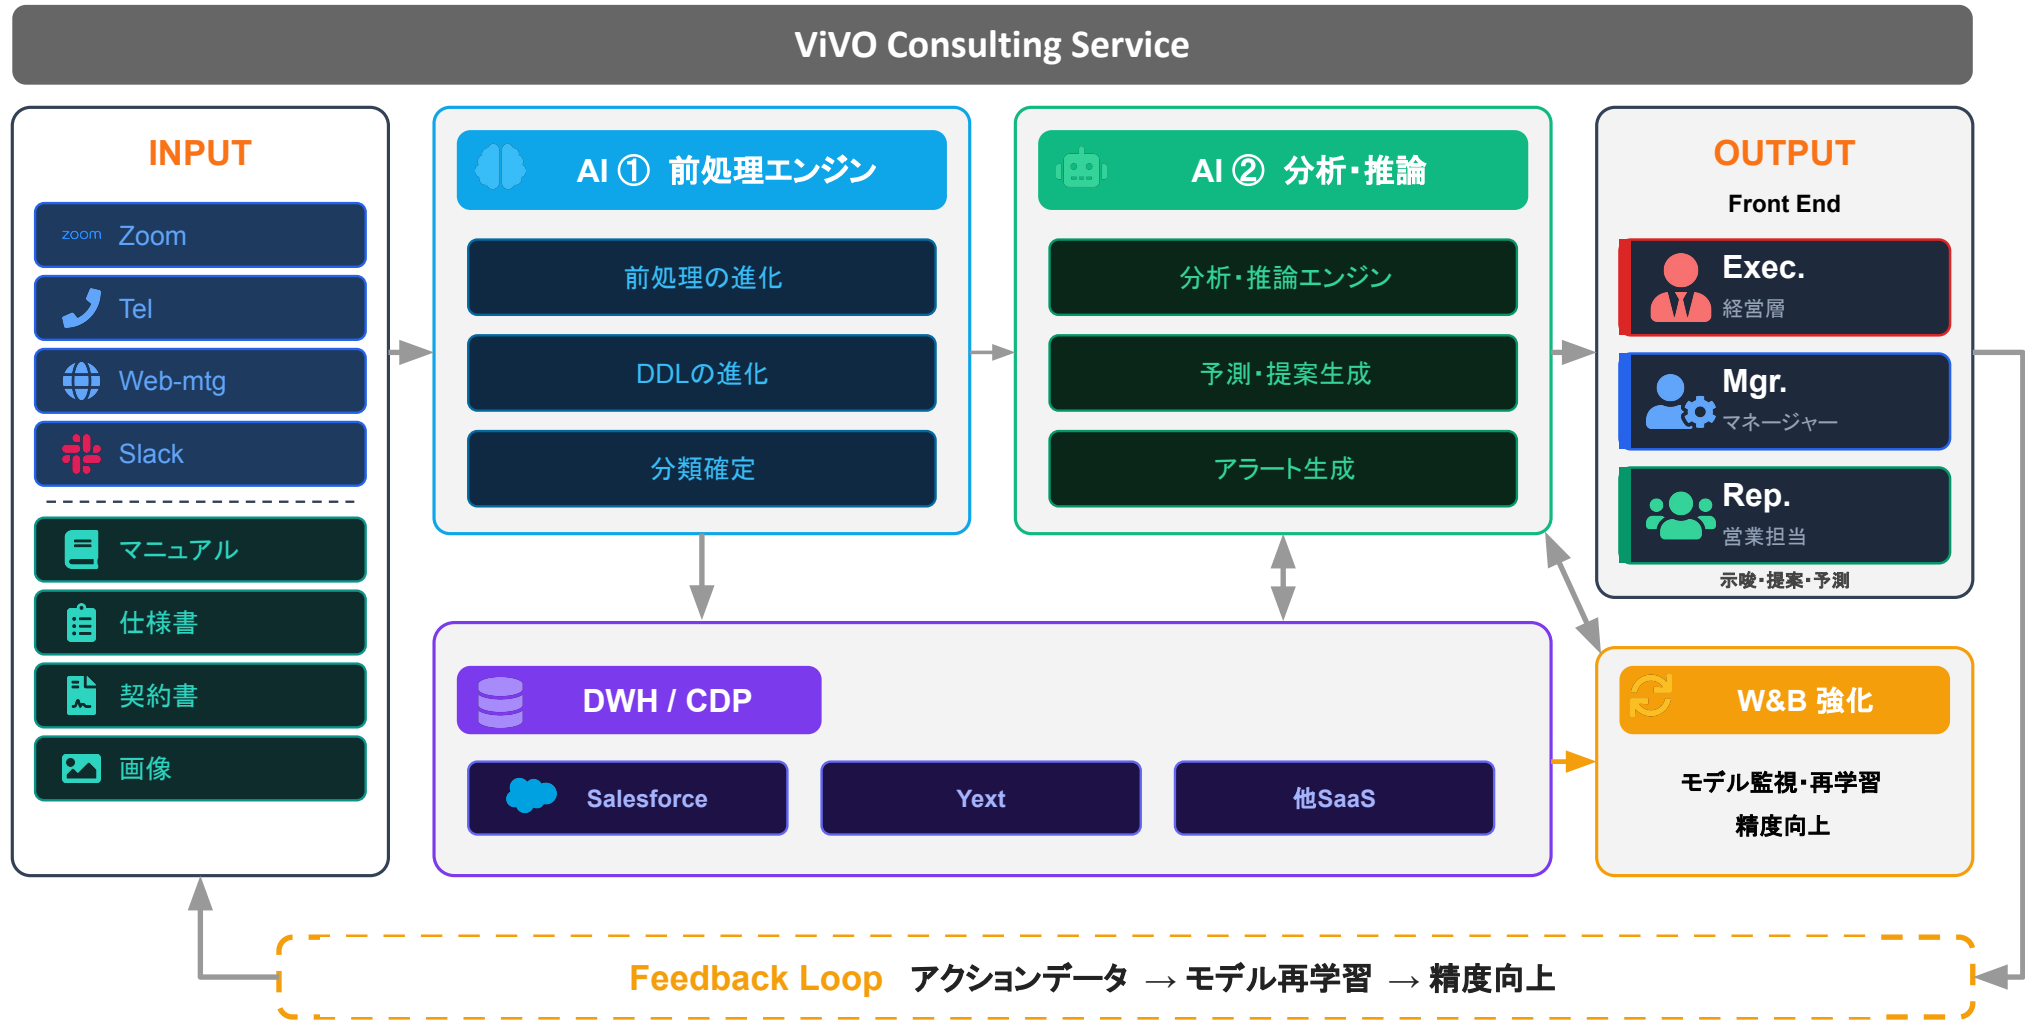 ViVO Consulting Service
INPUT
zoom Zoom
Tel
Web-mtg
Slack
マニュアル
仕様書
契約書
画像
AI ① 前処理エンジン
前処理の進化
DDLの進化
分類確定
AI ② 分析・推論
分析・推論エンジン
予測・提案生成
アラート生成
OUTPUT
Front End
Exec.
経営層
Mgr.
マネージャー
Rep.
営業担当
示唆・提案・予測
DWH / CDP
Salesforce
Yext
他SaaS
W&B 強化
モデル監視・再学習
精度向上
Feedback Loop アクションデータ → モデル再学習 → 精度向上